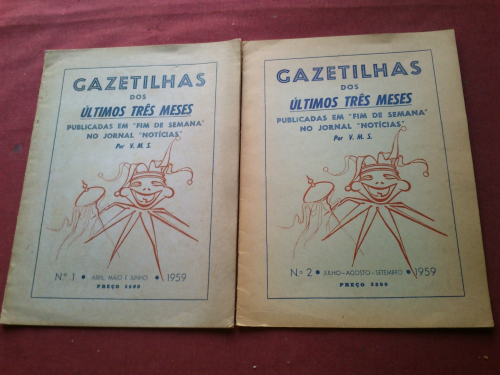 GAZETILHAS
DOS
ÚLTIMOS TRÊS MESES
PUBLICADAS EM "FIM DE SEMANA"
NO JORNAL "NOTÍCIAS"
Por V. M. S.
Nº 1 • ABRIL, MAIO E JUNHO • 1959
PREÇO 5$00
GAZETILHAS
DOS
ÚLTIMOS TRÊS MESES
PUBLICADAS EM "FIM DE SEMANA"
NO JORNAL "NOTÍCIAS"
Por V. M. S.
Nº 2 • JULHO-AGOSTO-SETEMBRO • 1959
PREÇO 5$00